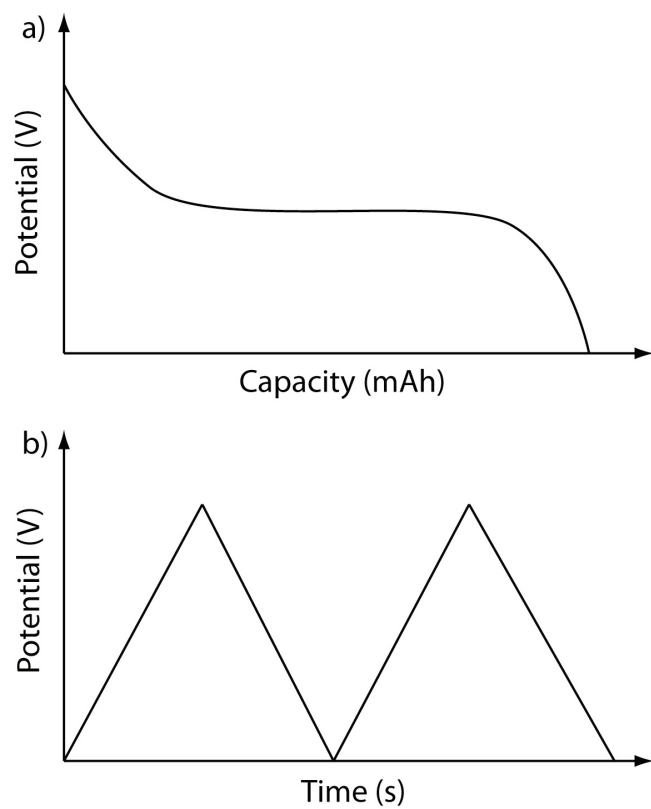 a)
Potential (V)
Capacity (mAh)
b)
Potential (V)
Time (s)